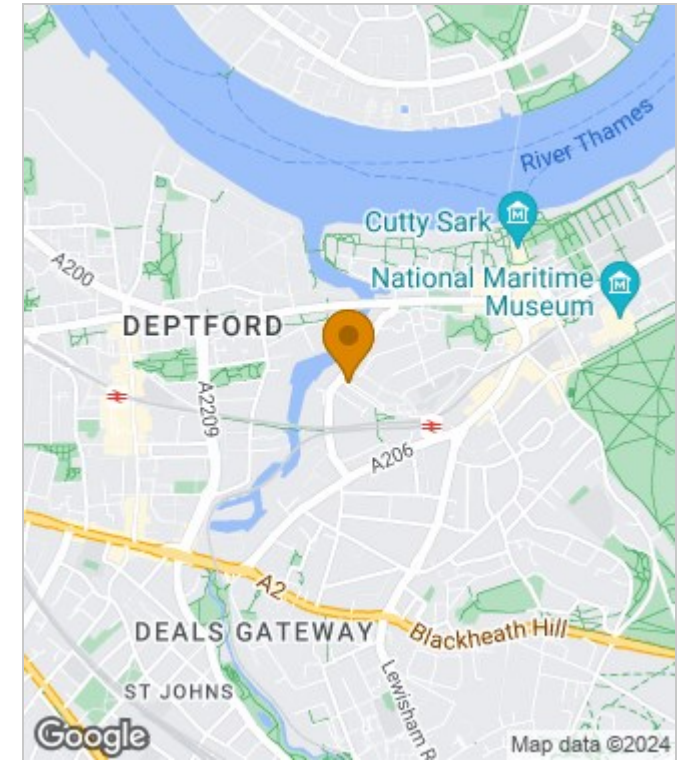 River Thames
Cutty Sark
A200
National Maritime
Museum
DEPTFORD
A2209
A206
A2
DEALS GATEWAY
Blackheath Hill
Lewisham R
ST JOHNS
Google
Map data ©2024